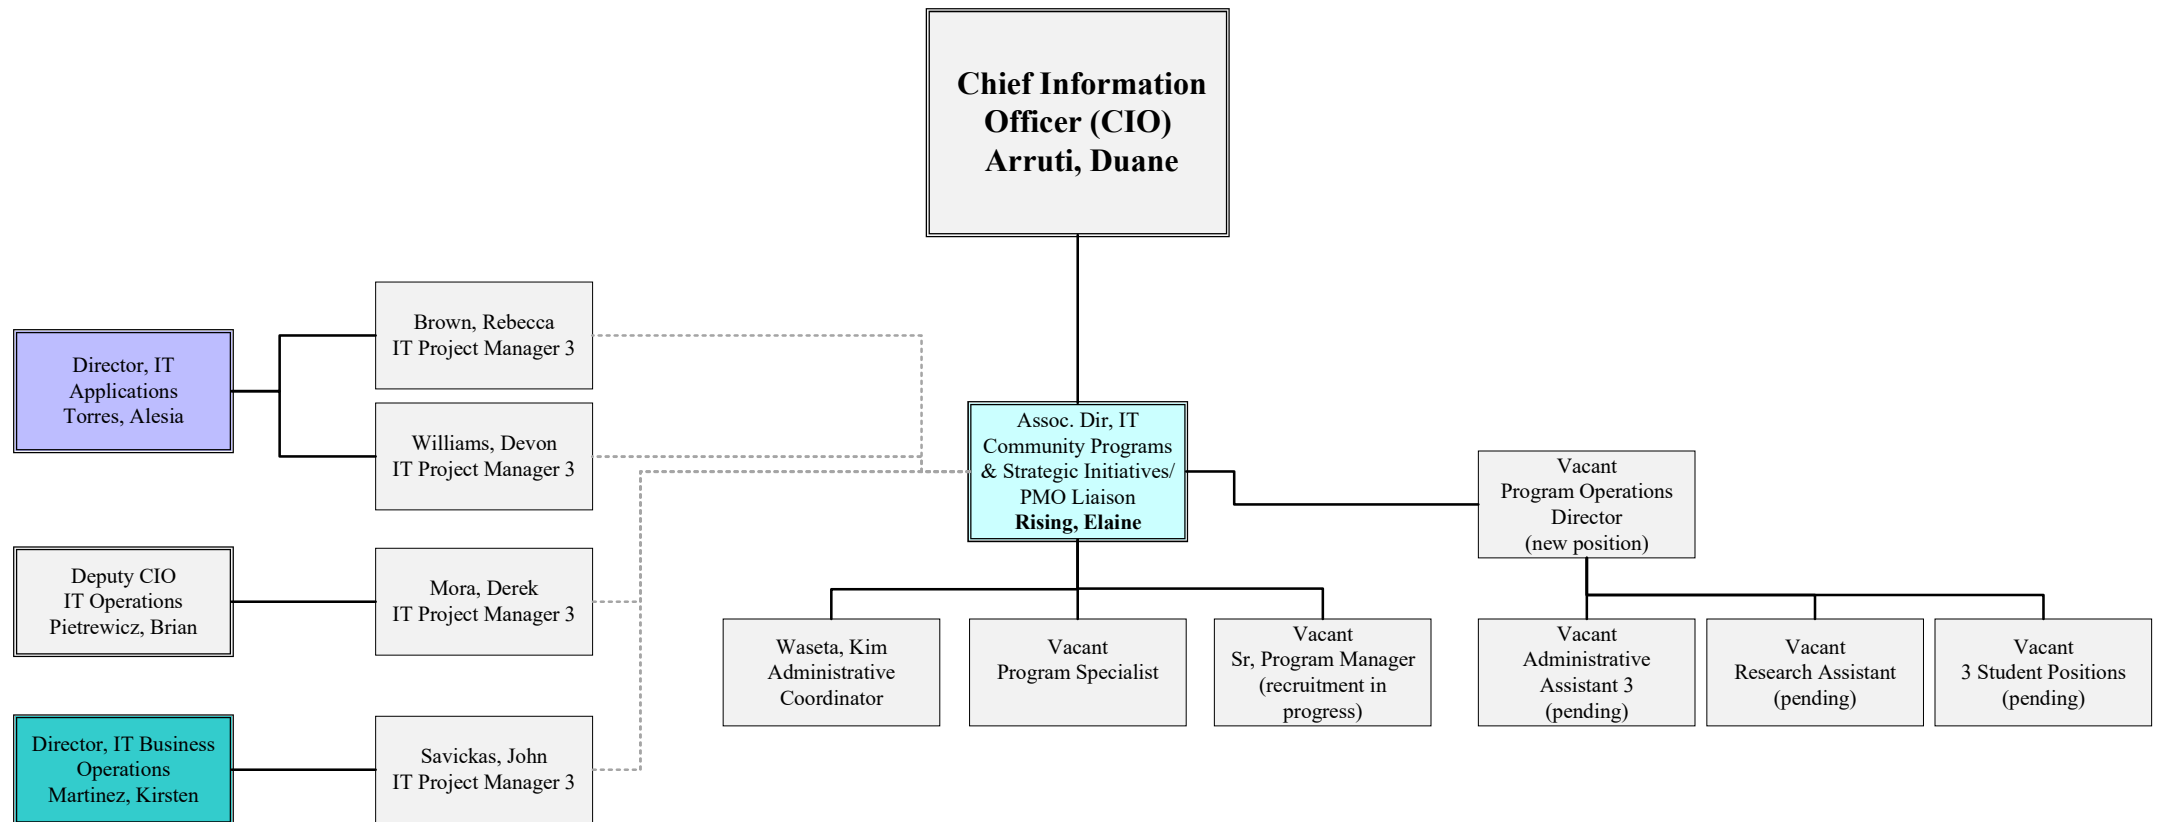 Chief Information
Officer (CIO)
Arruti, Duane
Director, IT
Applications
Torres, Alesia
Brown, Rebecca
IT Project Manager 3
Williams, Devon
IT Project Manager 3
Deputy CIO
IT Operations
Pietrewicz, Brian
Mora, Derek
IT Project Manager 3
Director, IT Business
Operations
Martinez, Kirsten
Savickas, John
IT Project Manager 3
Assoc. Dir, IT
Community Programs
& Strategic Initiatives/
PMO Liaison
Rising, Elaine
Vacant
Program Operations
Director
(new position)
Waseta, Kim
Administrative
Coordinator
Vacant
Program Specialist
Vacant
Sr, Program Manager
(recruitment in
progress)
Vacant
Administrative
Assistant 3
(pending)
Vacant
Research Assistant
(pending)
Vacant
3 Student Positions
(pending)